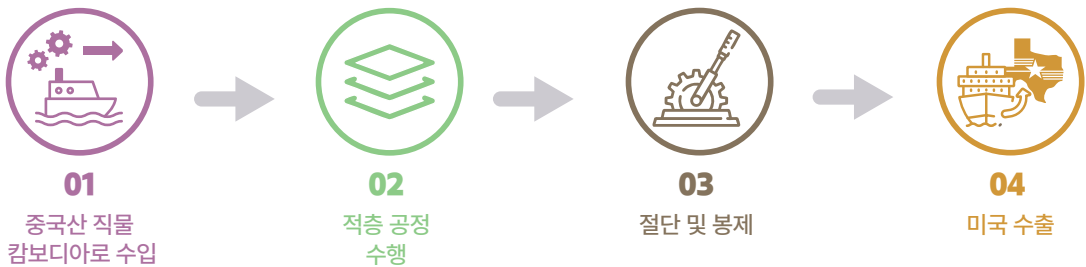 01
중국산 직물
캄보디아로 수입
02
적층 공정
수행
03
절단 및 봉제
04
미국 수출